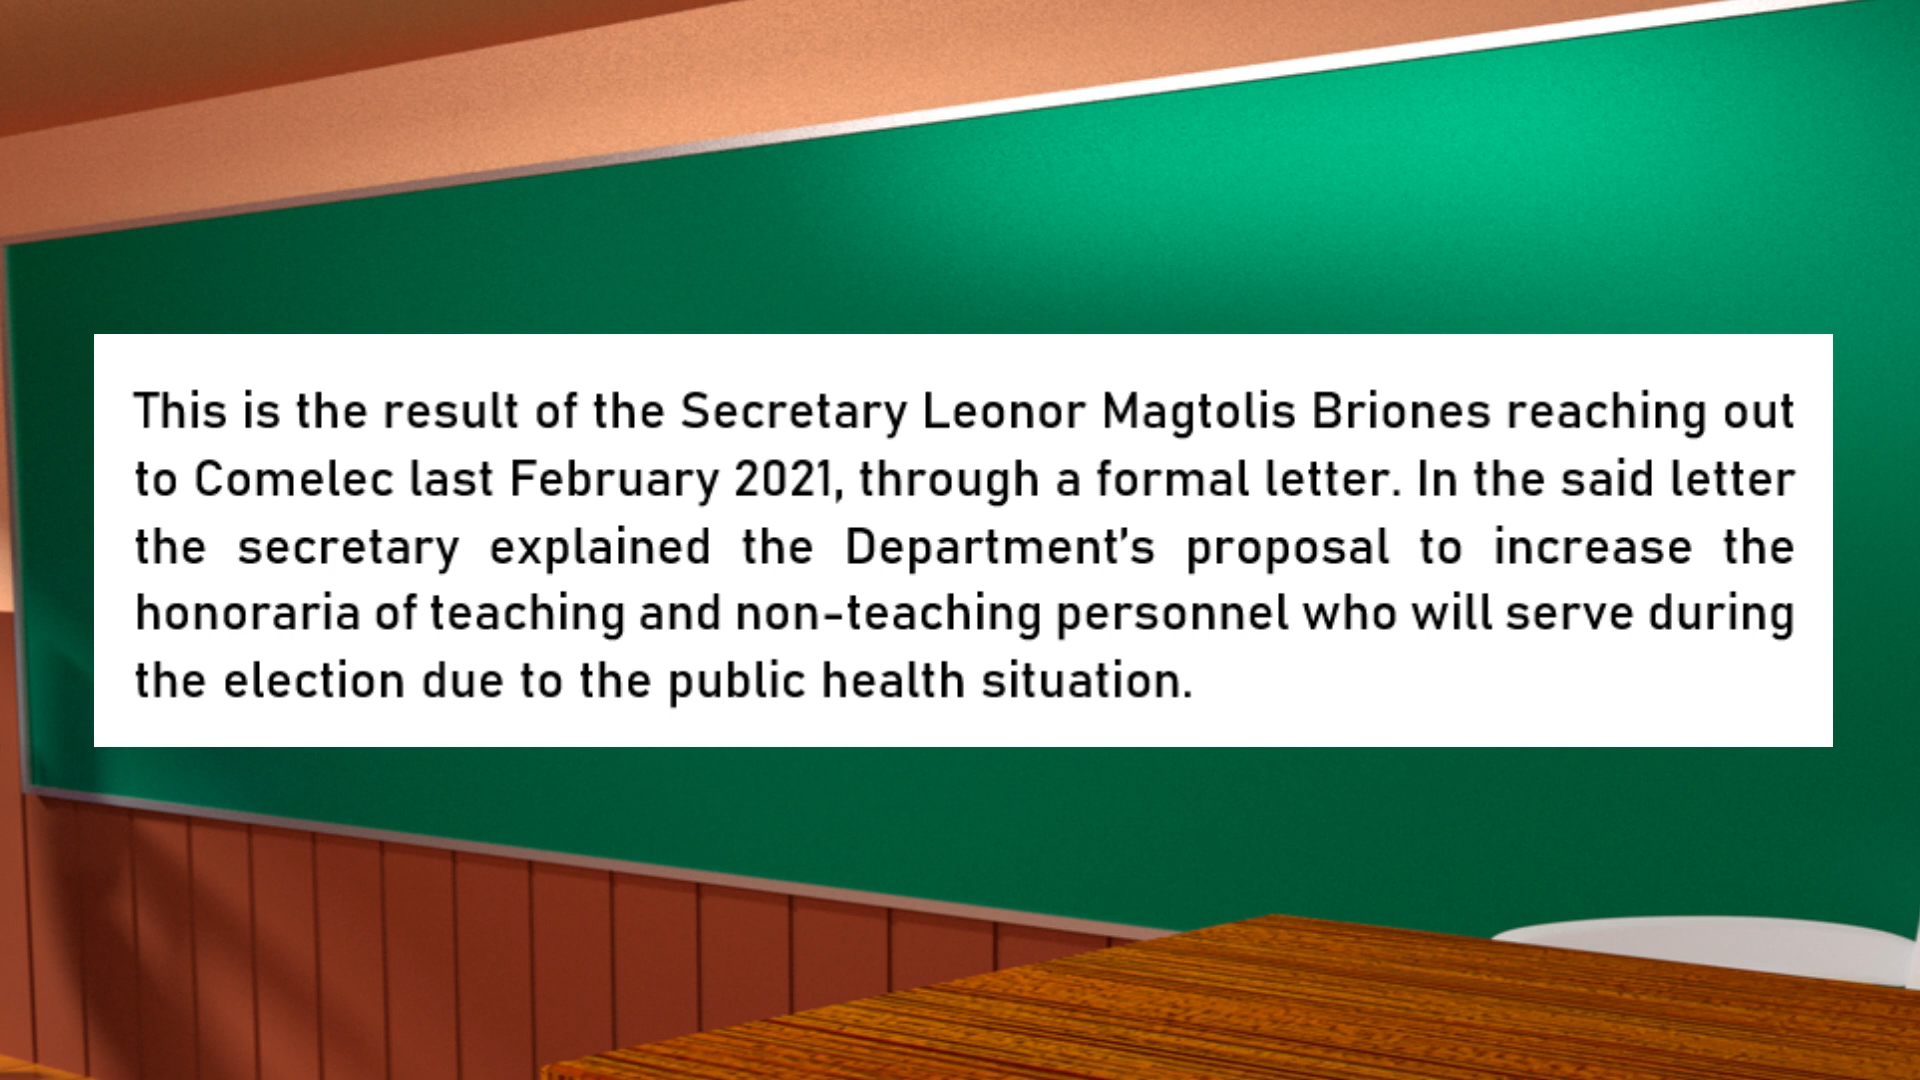 This is the result of the Secretary Leonor Magtolis Briones reaching out
to Comelec last February 2021, through a formal letter. In the said letter
the secretary explained the Department's proposal to increase the
honoraria of teaching and non-teaching personnel who will serve during
the election due to the public health situation.